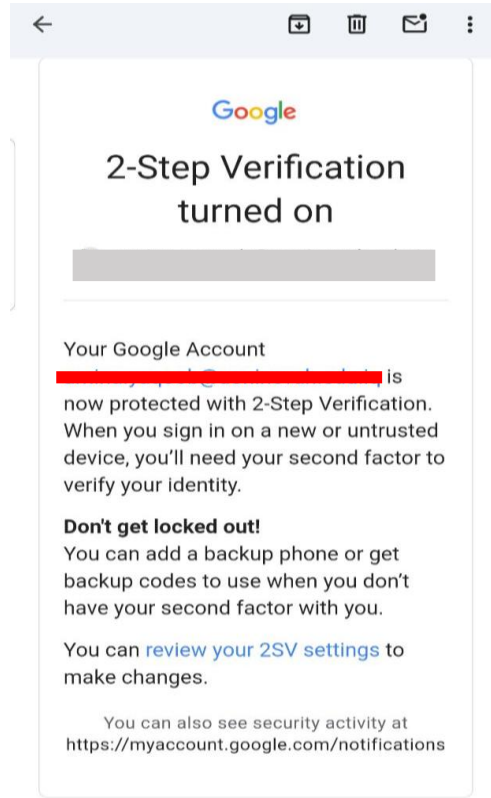 Google
2-Step Verification
turned on
Your Google Account
is
now protected with 2-Step Verification.
When you sign in on a new or untrusted
device, you’ll need your second factor to
verify your identity.
Don't get locked out!
You can add a backup phone or get
backup codes to use when you don’t
have your second factor with you.
You can review your 2SV settings to
make changes.
You can also see security activity at
https://myaccount.google.com/notifications